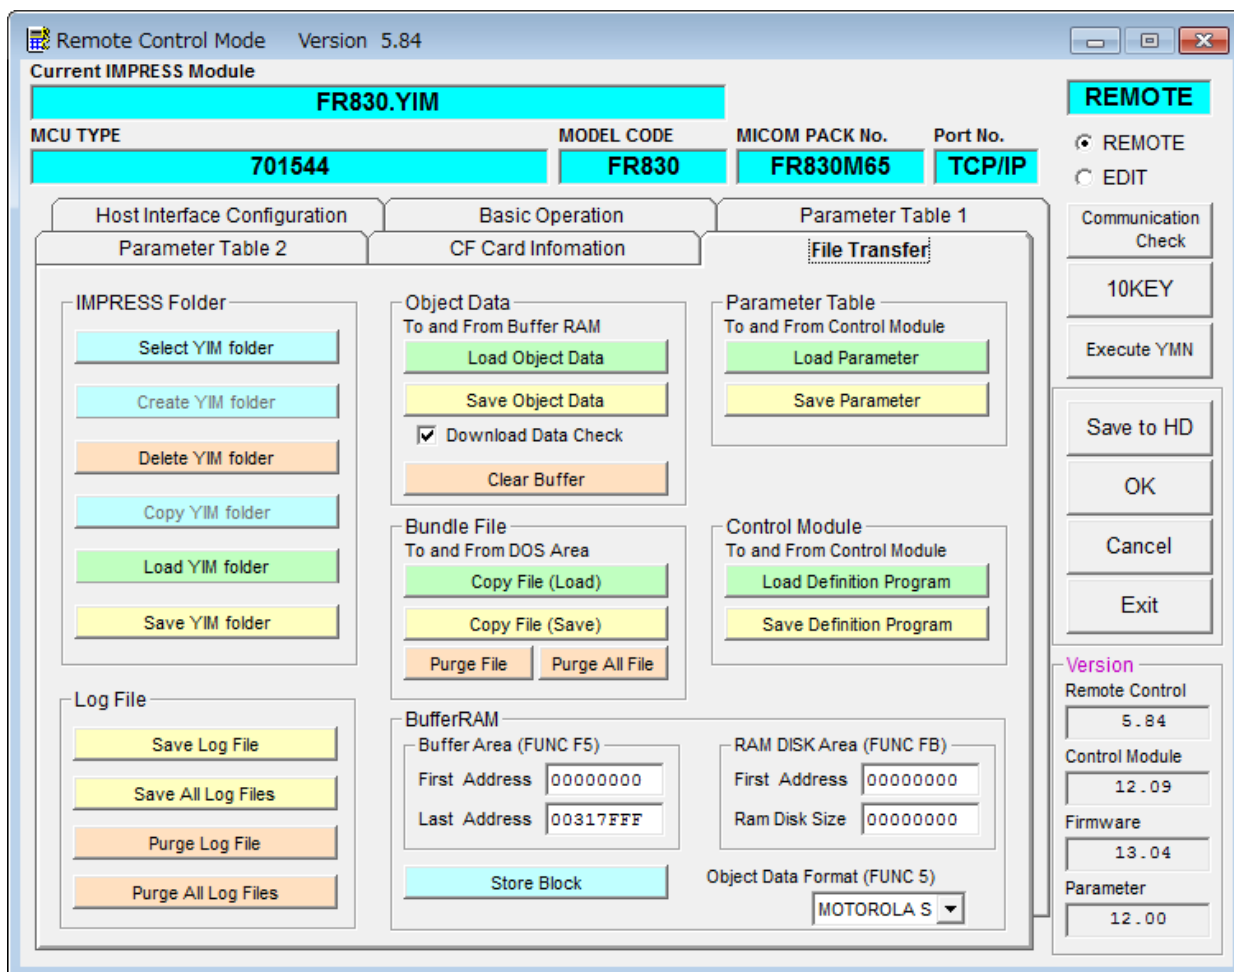 Remote Control Mode Version 5.84
Current IMPRESS Module
FR830.YIM
REMOTE
MCU TYPE
MODEL CODE
MICOM PACK No.
Port No.
701544
FR830
FR830M65
TCP/IP
REMOTE
EDIT
Host Interface Configuration
Basic Operation
Parameter Table 1
Parameter Table 2
CF Card Infomation
File Transfer
Communication
Check
10KEY
Execute YMN
Save to HD
OK
Cancel
Exit
IMPRESS Folder
Select YIM folder
Create YIM folder
Delete YIM folder
Copy YIM folder
Load YIM folder
Save YIM folder
Log File
Save Log File
Save All Log Files
Purge Log File
Purge All Log Files
Object Data
To and From Buffer RAM
Load Object Data
Save Object Data
Download Data Check
Clear Buffer
Bundle File
To and From DOS Area
Copy File (Load)
Copy File (Save)
Purge File
Purge All File
Parameter Table
To and From Control Module
Load Parameter
Save Parameter
Control Module
To and From Control Module
Load Definition Program
Save Definition Program
BufferRAM
Buffer Area (FUNC F5)
First Address 00000000
Last Address 00317FFF
RAM DISK Area (FUNC FB)
First Address 00000000
Ram Disk Size 00000000
Store Block
Object Data Format (FUNC 5)
MOTOROLA S
Version
Remote Control
5.84
Control Module
12.09
Firmware
13.04
Parameter
12.00